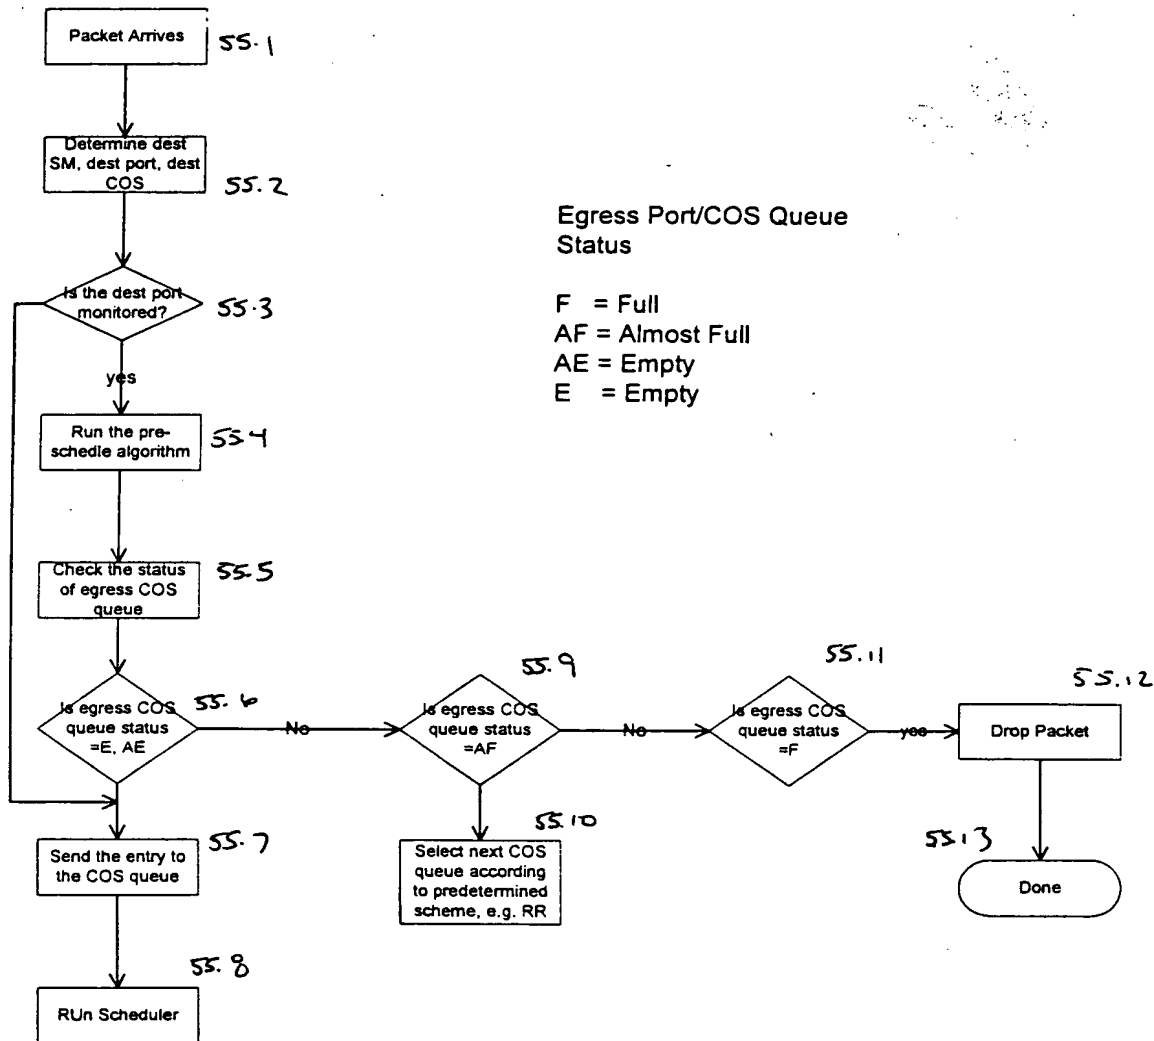 Packet Arrives
55.1
Determine dest
SM, dest port, dest
COS
55.2
Egress Port/COS Queue
Status
F = Full
AF = Almost Full
AE = Empty
E = Empty
Is the dest port
monitored?
55.3
yes
Run the pre-
schedle algorithm
55.4
Check the status
of egress COS
queue
55.5
Is egress COS
queue status
=E, AE
55.6
No
Is egress COS
queue status
=AF
55.9
No
Is egress COS
queue status
=F
55.11
yes
Drop Packet
55.12
Send the entry to
the COS queue
55.7
Select next COS
queue according
to predetermined
scheme, e.g. RR
55.10
55.13
Done
55.8
RUn Scheduler